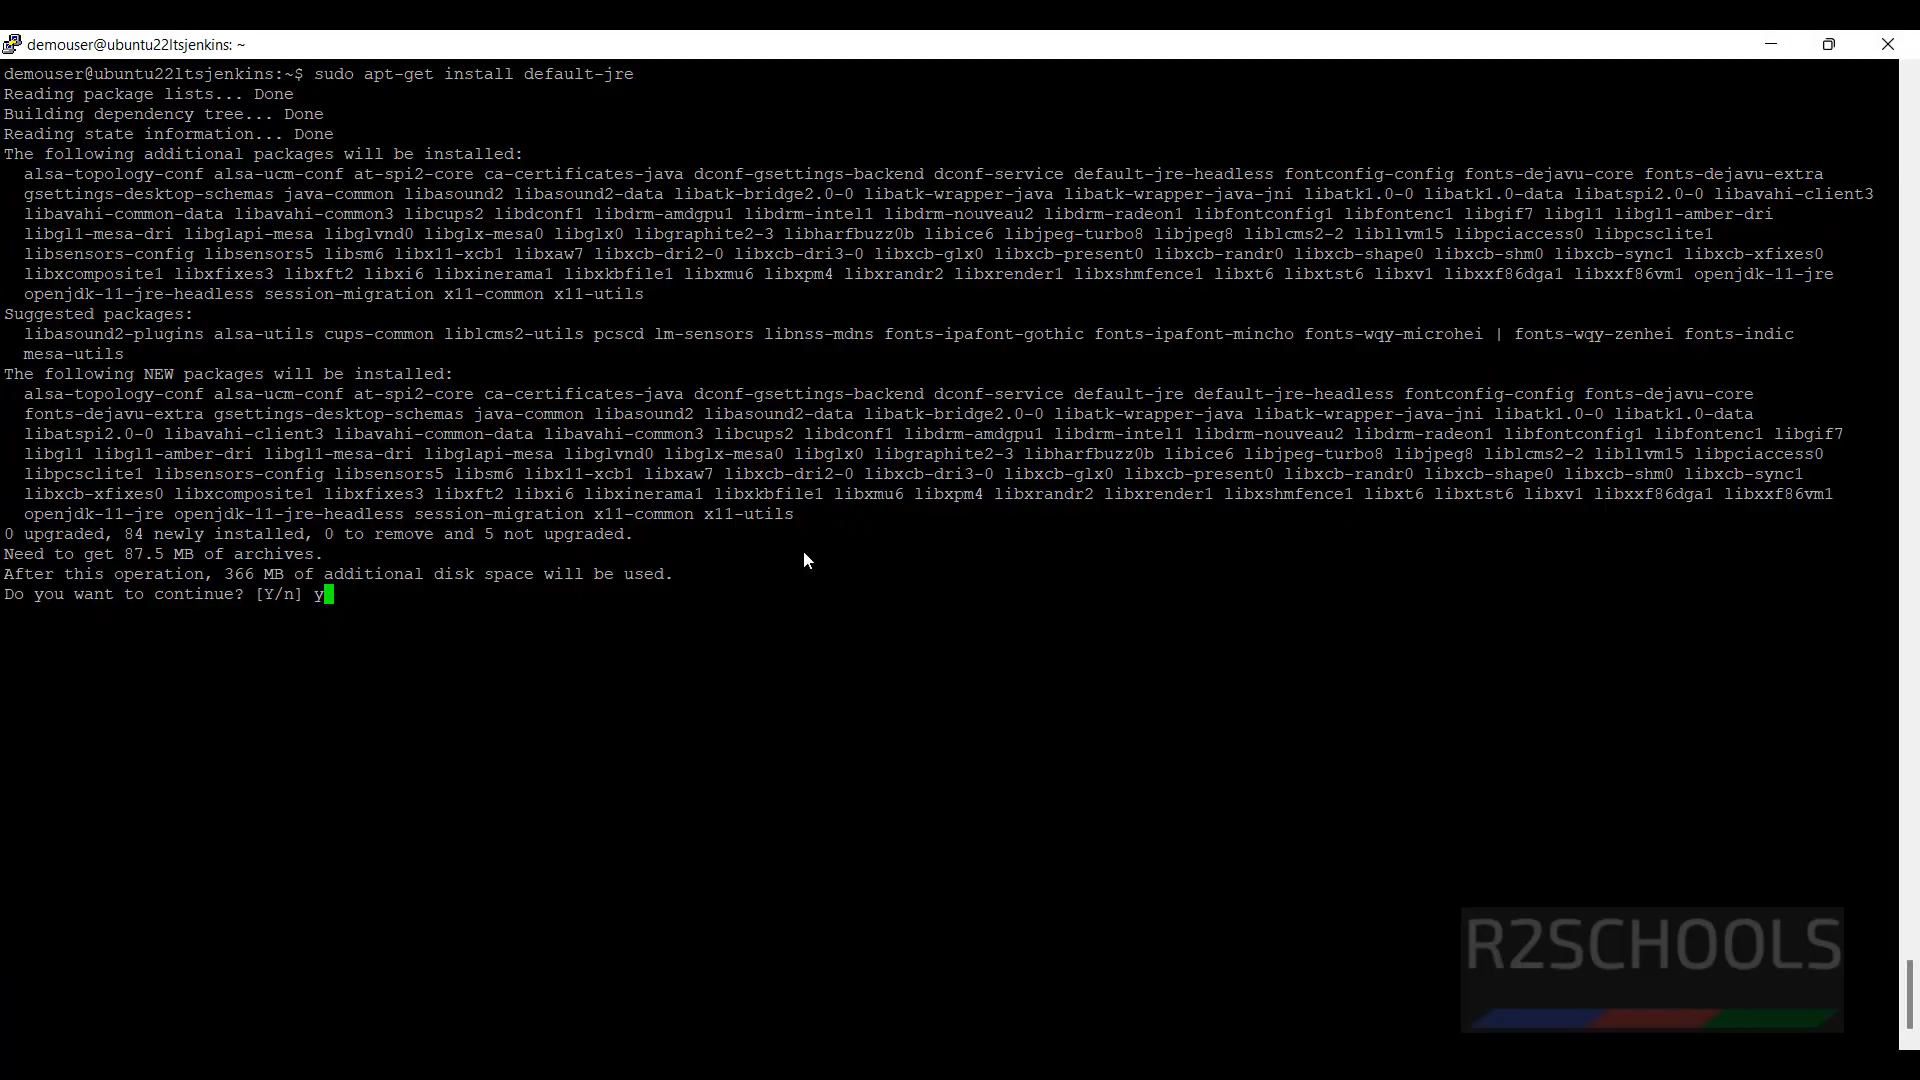 demouser@ubuntu22ltsjenkins: ~
demouser@ubuntu22ltsjenkins:~$ sudo apt-get install default-jre
Reading package lists... Done
Building dependency tree... Done
Reading state information... Done
The following additional packages will be installed:
alsa-topology-conf alsa-ucm-conf at-spi2-core ca-certificates-java dconf-gsettings-backend dconf-service default-jre-headless fontconfig-config fonts-dejavu-core fonts-dejavu-extra
gsettings-desktop-schemas java-common libasound2 libasound2-data libatk-bridge2.0-0 libatk-wrapper-java libatk-wrapper-java-jni libatk1.0-0 libatk1.0-data libatspi2.0-0 libavahi-client3
libavahi-common-data libavahi-common3 libcups2 libdconf1 libdrm-amdgpu1 libdrm-intel1 libdrm-nouveau2 libdrm-radeon1 libfontconfig1 libfontenc1 libgif7 libgl1 libgl1-amber-dri
libgl1-mesa-dri libglapi-mesa libglvnd0 libglx-mesa0 libglx0 libgraphite2-3 libharfbuzz0b libice6 libjpeg-turbo8 libjpeg8 liblcms2-2 libllvm15 libpciaccess0 libpcsclite1
libsensors-config libsensors5 libsm6 libx11-xcb1 libxaw7 libxcb-dri2-0 libxcb-dri3-0 libxcb-glx0 libxcb-present0 libxcb-randr0 libxcb-shape0 libxcb-shm0 libxcb-sync1 libxcb-xfixes0
libxcomposite1 libxfixes3 libxft2 libxi6 libxinerama1 libxkbfile1 libxmu6 libxpm4 libxrandr2 libxrender1 libxshmfence1 libxt6 libxtst6 libxv1 libxxf86dga1 libxxf86vm1 openjdk-11-jre
openjdk-11-jre-headless session-migration x11-common x11-utils
Suggested packages:
libasound2-plugins alsa-utils cups-common liblcms2-utils pcscd lm-sensors libnss-mdns fonts-ipafont-gothic fonts-ipafont-mincho fonts-wqy-microhei | fonts-wqy-zenhei fonts-indic
mesa-utils
The following NEW packages will be installed:
alsa-topology-conf alsa-ucm-conf at-spi2-core ca-certificates-java dconf-gsettings-backend dconf-service default-jre default-jre-headless fontconfig-config fonts-dejavu-core
fonts-dejavu-extra gsettings-desktop-schemas java-common libasound2 libasound2-data libatk-bridge2.0-0 libatk-wrapper-java libatk-wrapper-java-jni libatk1.0-0 libatk1.0-data
libatspi2.0-0 libavahi-client3 libavahi-common-data libavahi-common3 libcups2 libdconf1 libdrm-amdgpu1 libdrm-intel1 libdrm-nouveau2 libdrm-radeon1 libfontconfig1 libfontenc1 libgif7
libgl1 libgl1-amber-dri libgl1-mesa-dri libglapi-mesa libglvnd0 libglx-mesa0 libglx0 libgraphite2-3 libharfbuzz0b libice6 libjpeg-turbo8 libjpeg8 liblcms2-2 libllvm15 libpciaccess0
libpcsclite1 libsensors-config libsensors5 libsm6 libx11-xcb1 libxaw7 libxcb-dri2-0 libxcb-dri3-0 libxcb-glx0 libxcb-present0 libxcb-randr0 libxcb-shape0 libxcb-shm0 libxcb-sync1
libxcb-xfixes0 libxcomposite1 libxfixes3 libxft2 libxi6 libxinerama1 libxkbfile1 libxmu6 libxpm4 libxrandr2 libxrender1 libxshmfence1 libxt6 libxtst6 libxv1 libxxf86dga1 libxxf86vm1
openjdk-11-jre openjdk-11-jre-headless session-migration x11-common x11-utils
0 upgraded, 84 newly installed, 0 to remove and 5 not upgraded.
Need to get 87.5 MB of archives.
After this operation, 366 MB of additional disk space will be used.
Do you want to continue? [Y/n] y
R2SCHOOLS